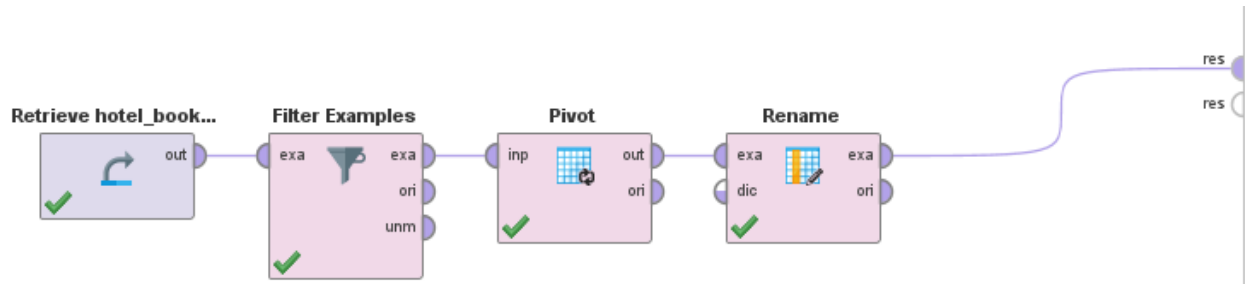 res
res
Retrieve hotel_book...
Filter Examples
Pivot
Rename
out
exa
exa
inp
out
exa
exa
ori
ori
dic
ori
unm